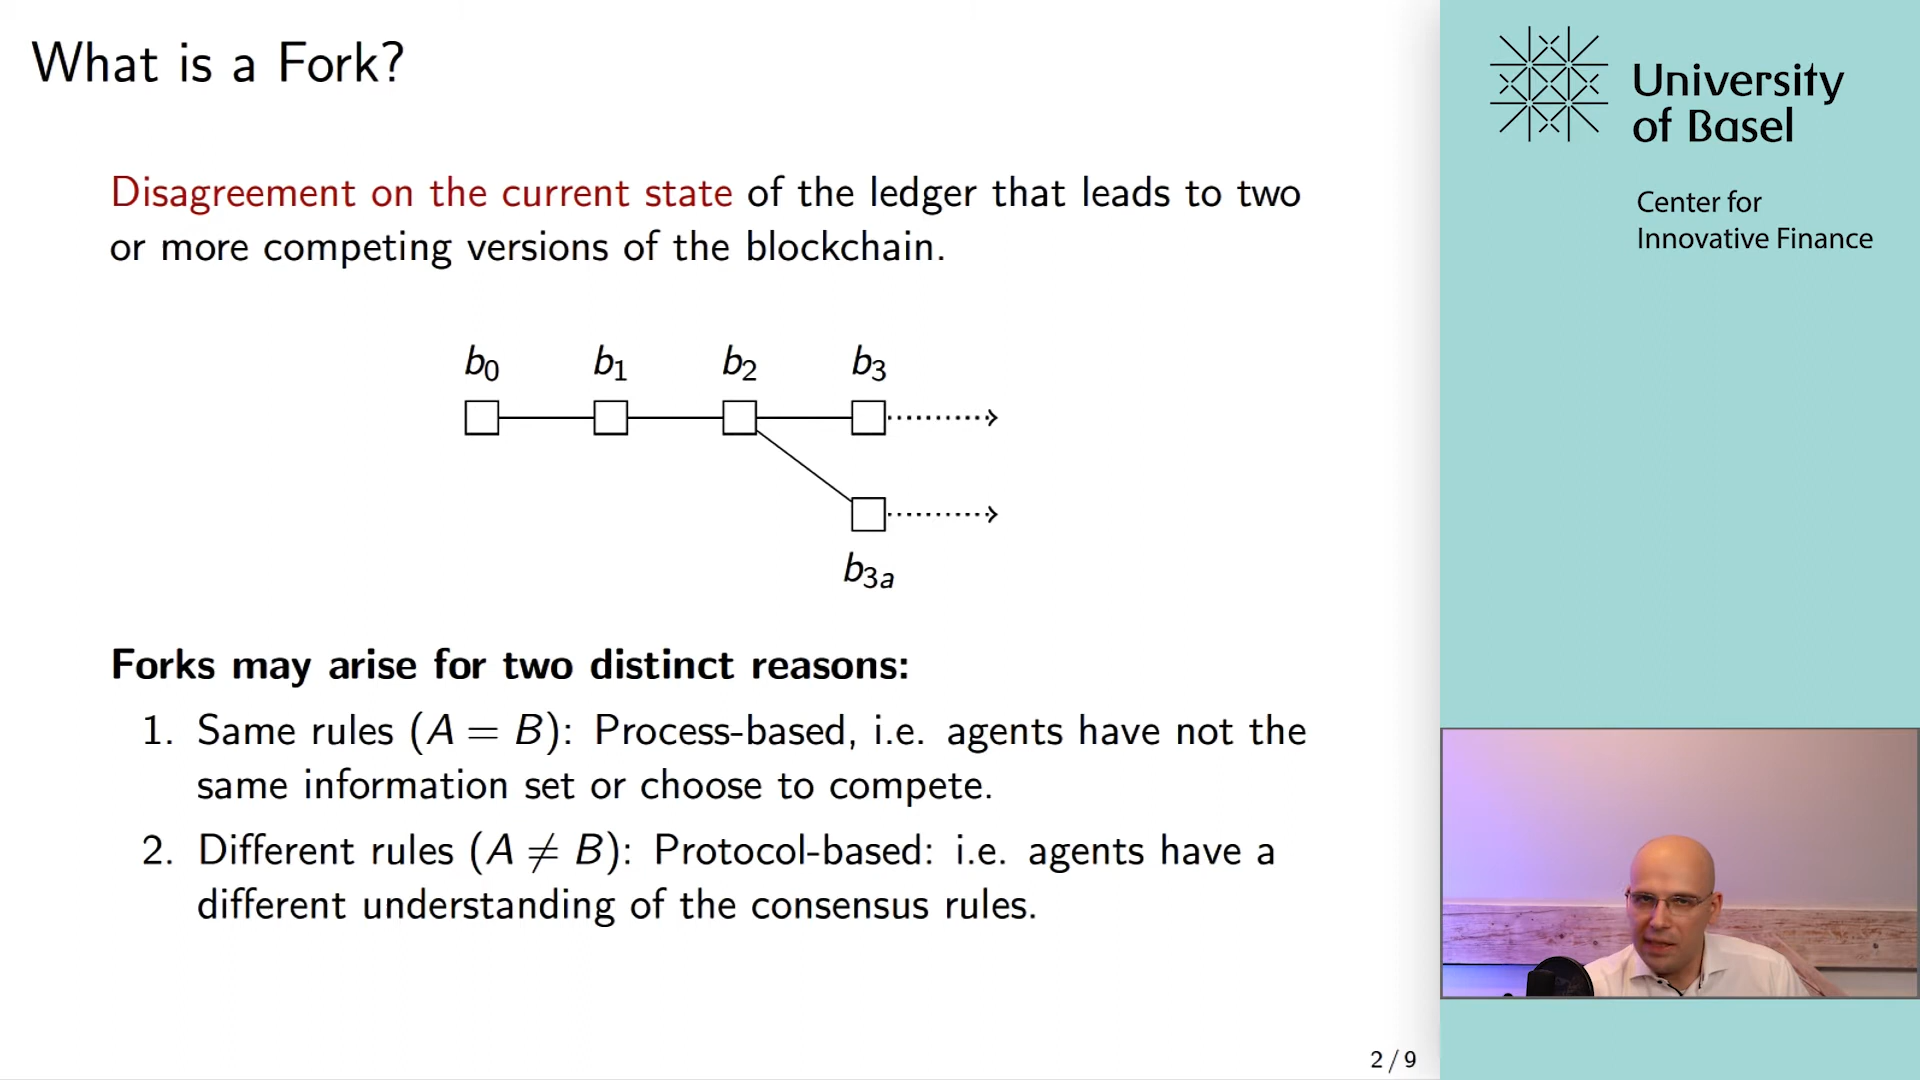 What is a Fork?
Disagreement on the current state of the ledger that leads to two
or more competing versions of the blockchain.
b0 b1 b2 b3
b3a
Forks may arise for two distinct reasons:
1. Same rules (A = B): Process-based, i.e. agents have not the
same information set or choose to compete.
2. Different rules (A ≠ B): Protocol-based: i.e. agents have a
different understanding of the consensus rules.
2 / 9
University
of Basel
Center for
Innovative Finance